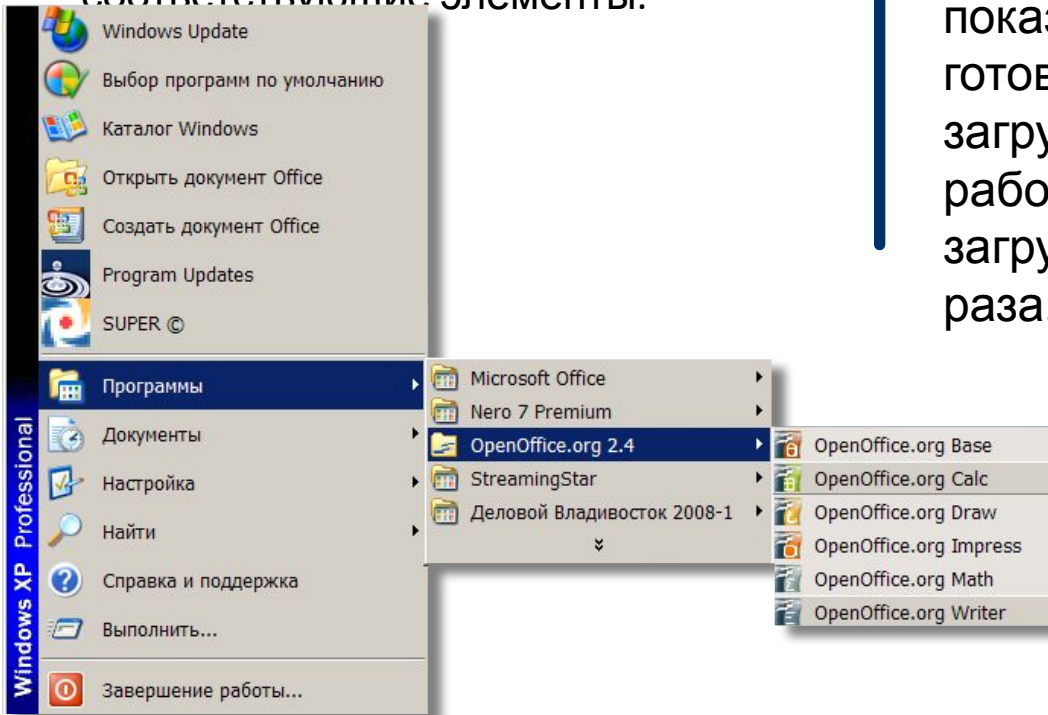 соответствующие элементы.
Windows Update
Выбор программ по умолчанию
Каталог Windows
Открыть документ Office
Создать документ Office
Program Updates
SUPER ©
Программы
Документы
Настройка
Найти
Справка и поддержка
Выполнить...
Завершение работы...
Windows XP Professional
Microsoft Office
Nero 7 Premium
OpenOffice.org 2.4
StreamingStar
Деловой Владивосток 2008-1
OpenOffice.org Base
OpenOffice.org Calc
OpenOffice.org Draw
OpenOffice.org Impress
OpenOffice.org Math
OpenOffice.org Writer
раза.